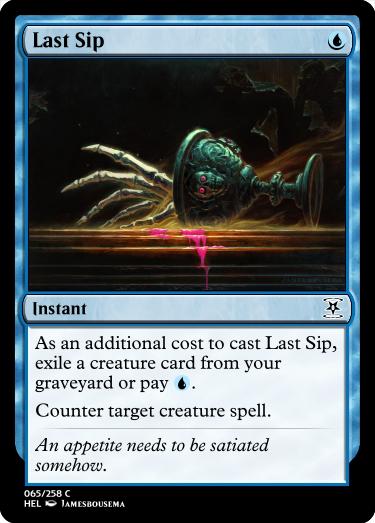 Last Sip
Instant
As an additional cost to cast Last Sip,
exile a creature card from your
graveyard or pay 💧.
Counter target creature spell.
An appetite needs to be satiated
somehow.
065/258 C
HEL JAMESBOUSEMA